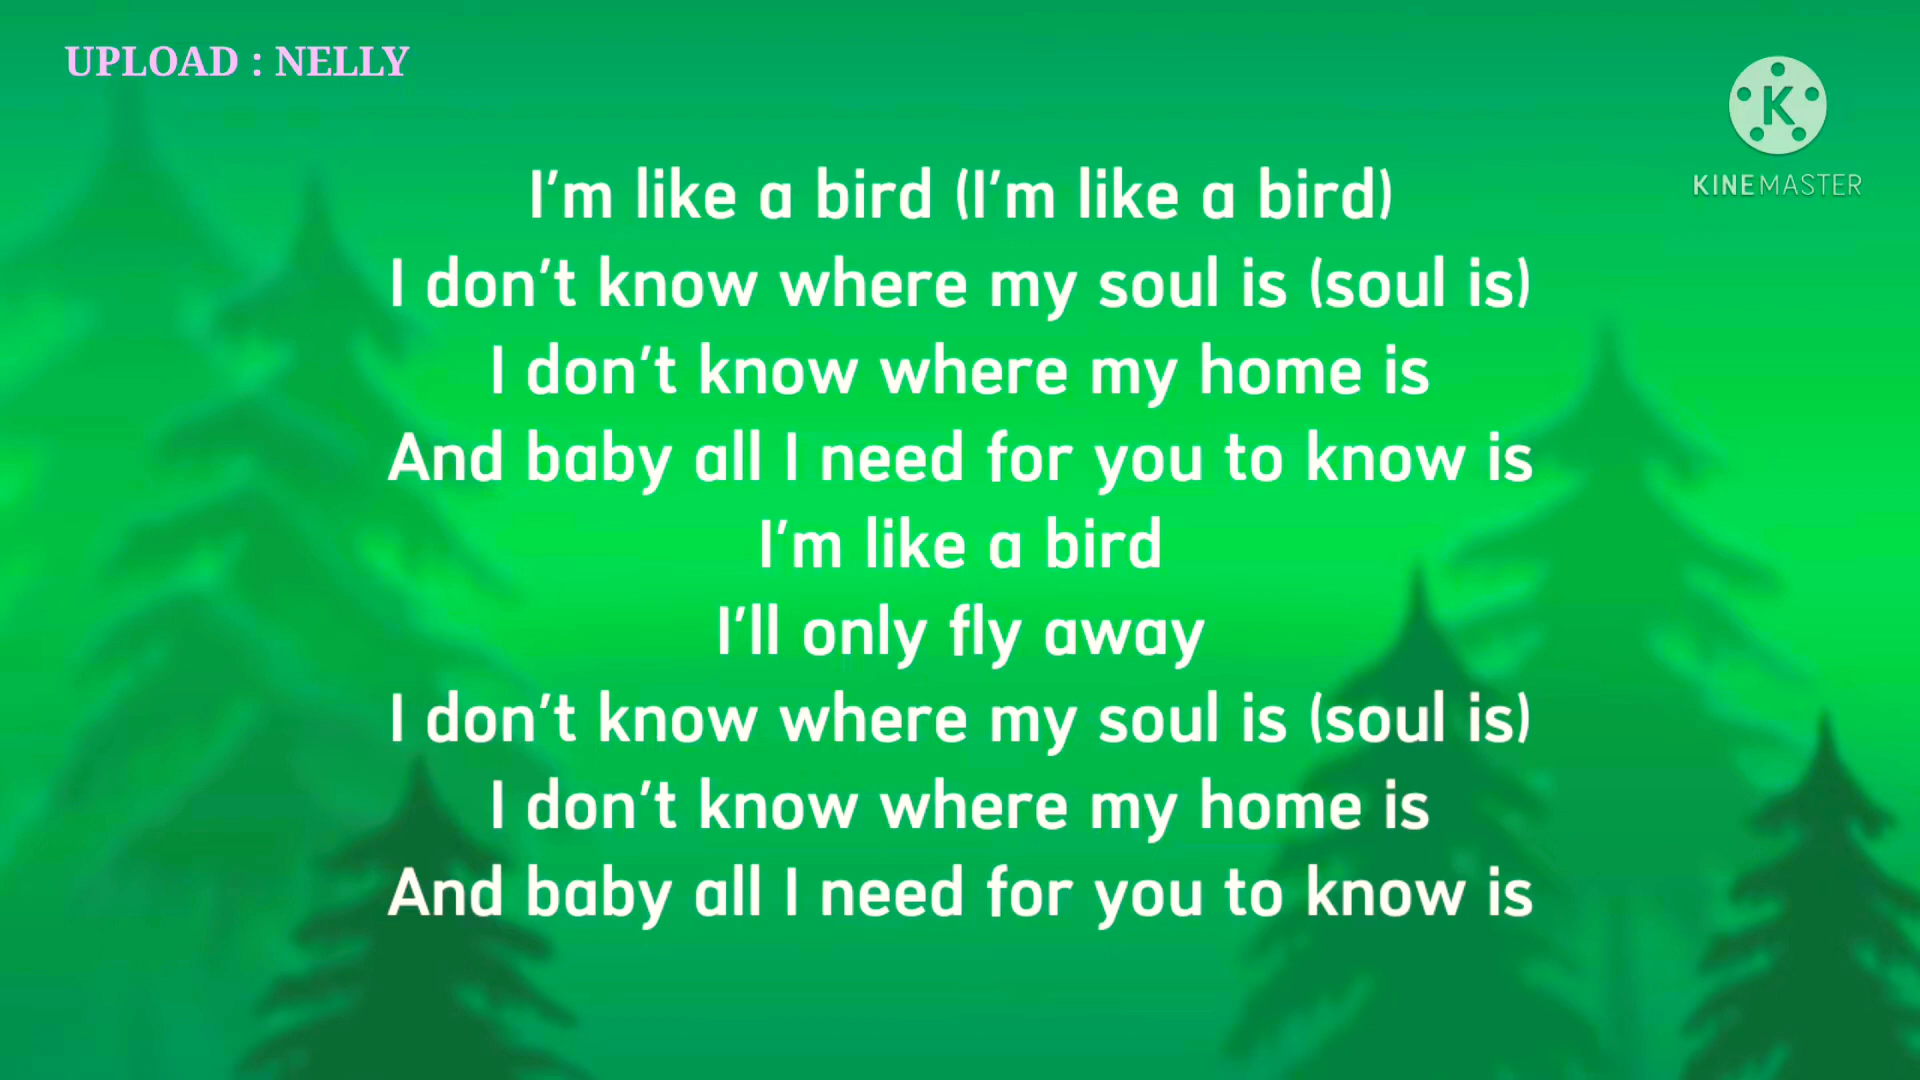 UPLOAD : NELLY
KINEMASTER
I'm like a bird (I'm like a bird)
I don't know where my soul is (soul is)
I don't know where my home is
And baby all I need for you to know is
I'm like a bird
I'll only fly away
I don't know where my soul is (soul is)
I don't know where my home is
And baby all I need for you to know is